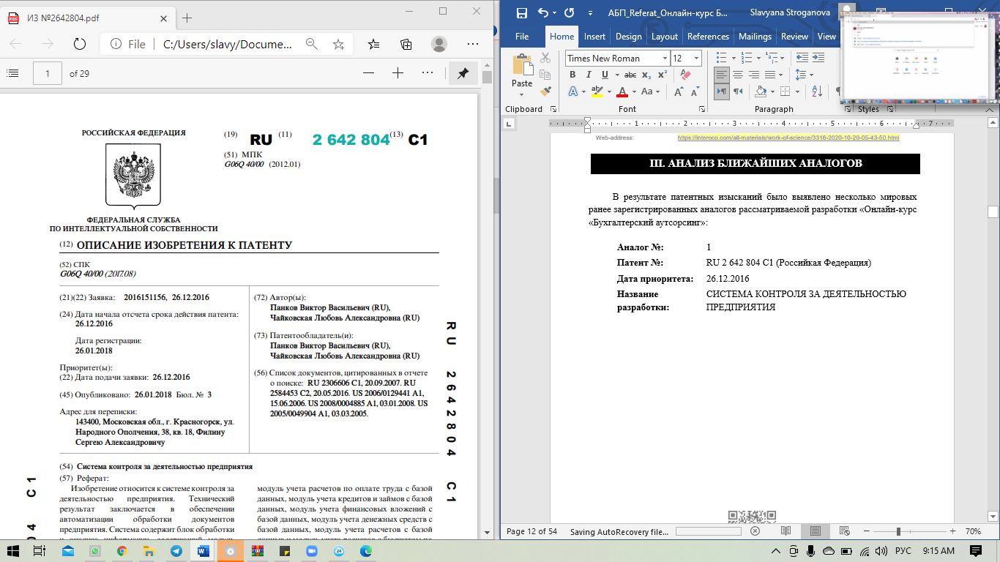 ИЗ №2642804.pdf
File
C:/Users/slavy/Docume...
1
of 29
РОССИЙСКАЯ ФЕДЕРАЦИЯ
ФЕДЕРАЛЬНАЯ СЛУЖБА
ПО ИНТЕЛЛЕКТУАЛЬНОЙ СОБСТВЕННОСТИ
(19) RU (11) 2 642 804 (13) C1
(51) МПК
G06Q 40/00 (2012.01)
(12) ОПИСАНИЕ ИЗОБРЕТЕНИЯ К ПАТЕНТУ
(52) СПК
G06Q 40/00 (2017.08)
(21)(22) Заявка: 2016151156, 26.12.2016
(24) Дата начала отсчета срока действия патента:
26.12.2016
Дата регистрации:
26.01.2018
Приоритет(ы):
(22) Дата подачи заявки: 26.12.2016
(45) Опубликовано: 26.01.2018 Бюл. № 3
Адрес для переписки:
143400, Московская обл., г. Красногорск, ул.
Народного Ополчения, 38, кв. 18, Филину
Сергею Александровичу
(72) Автор(ы):
Панков Виктор Васильевич (RU),
Чайковская Любовь Александровна (RU)
(73) Патентообладатель(и):
Панков Виктор Васильевич (RU),
Чайковская Любовь Александровна (RU)
(56) Список документов, цитированных в отчете
о поиске: RU 2306606 C1, 20.09.2007. RU
2584453 C2, 20.05.2016. US 2006/0129441 A1,
15.06.2006. US 2008/0004885 A1, 03.01.2008. US
2005/0049904 A1, 03.03.2005.
RU 2642804 C1
04 C1
(54) Система контроля за деятельностью предприятия
(57) Реферат:
Изобретение относится к системе контроля за
деятельностью предприятия. Технический
результат заключается в обеспечении
автоматизации обработки документов
предприятия. Система содержит блок обработки
модуль учета расчетов по оплате труда с базой
данных, модуль учета кредитов и займов с базой
данных, модуль учета финансовых вложений с
базой данных, модуль учета денежных средств с
базой данных, модуль учета расчетов с базой
АБП_Referat_Онлайн-курс Б...
Slavyana Stroganova
File Home Insert Design Layout References Mailings Review View
Paste
Times New Roman 12
B I U abc x₂ x²
A aby A Aa A A
Clipboard Font Paragraph Styles
1 2 3 4 5 6 7
Web-address: https://interoco.com/all-materials/work-of-science/3316-2020-10-20-05-43-50.html
III. АНАЛИЗ БЛИЖАЙШИХ АНАЛОГОВ
В результате патентных изысканий было выявлено несколько мировых
ранее зарегистрированных аналогов рассматриваемой разработки «Онлайн-курс
«Бухгалтерский аутсорсинг»:
Аналог №: 1
Патент №: RU 2 642 804 C1 (Российкая Федерация)
Дата приоритета: 26.12.2016
Название СИСТЕМА КОНТРОЛЯ ЗА ДЕЯТЕЛЬНОСТЬЮ
разработки: ПРЕДПРИЯТИЯ
Page 12 of 54 Saving AutoRecovery file... 70%
РУС 9:15 AM